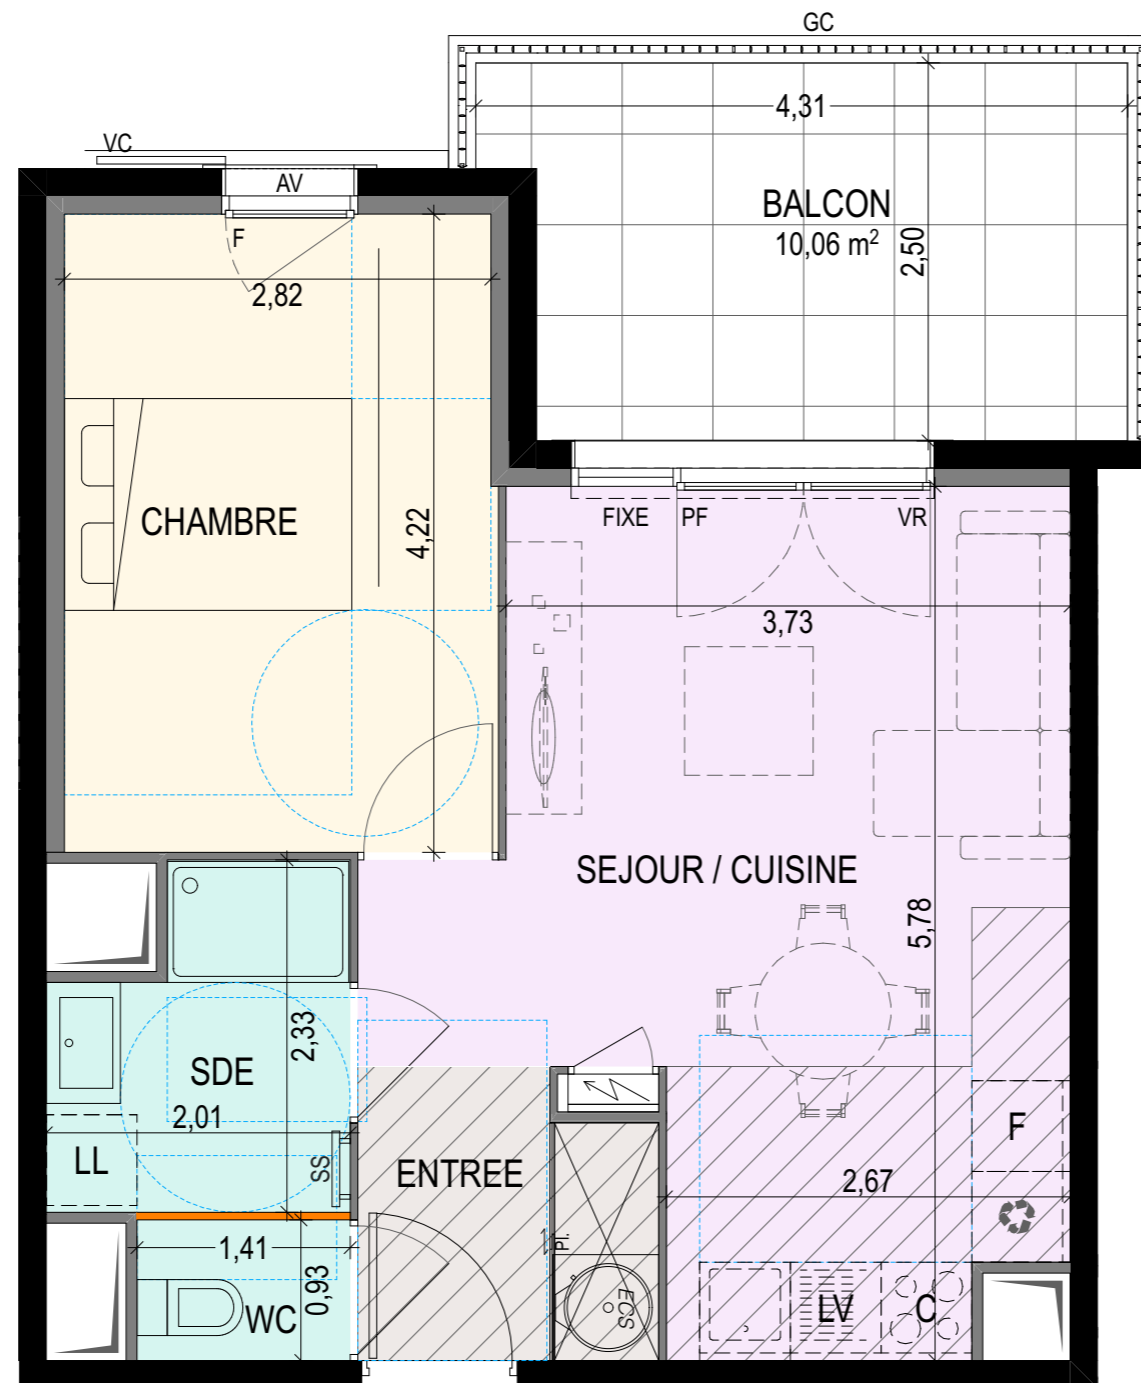 GC
4,31
VC
AV
BALCON
10,06 m²
2,50
F
2,82
CHAMBRE
4,22
FIXE
PF
VR
3,73
SEJOUR / CUISINE
5,78
2,33
SDE
2,01
F
LL
SS
ENTREE
2,67
Pl.
1,41
0,93
WC
ECS
LV
C